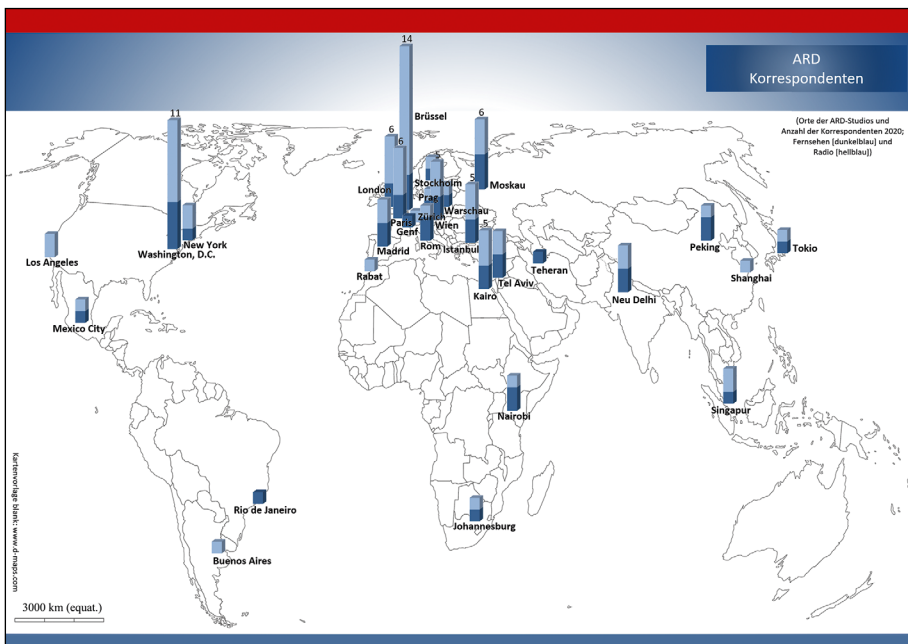 ARD
Korrespondenten
(Orte der ARD-Studios und
Anzahl der Korrespondenten 2020;
Fernsehen [dunkelblau] und
Radio [hellblau])
14
11
6
6
6
5
5
5
Brüssel
London
Stockholm
Moskau
Prag
Warschau
Paris
Zürich
Genf
Wien
Madrid
Rom
Istanbul
New York
Washington, D.C.
Los Angeles
Rabat
Teheran
Tel Aviv
Kairo
Peking
Tokio
Shanghai
Neu Delhi
Mexico City
Nairobi
Singapur
Rio de Janeiro
Johannesburg
Buenos Aires
Kartenvorlage blank: www.d-maps.com
3000 km (equat.)